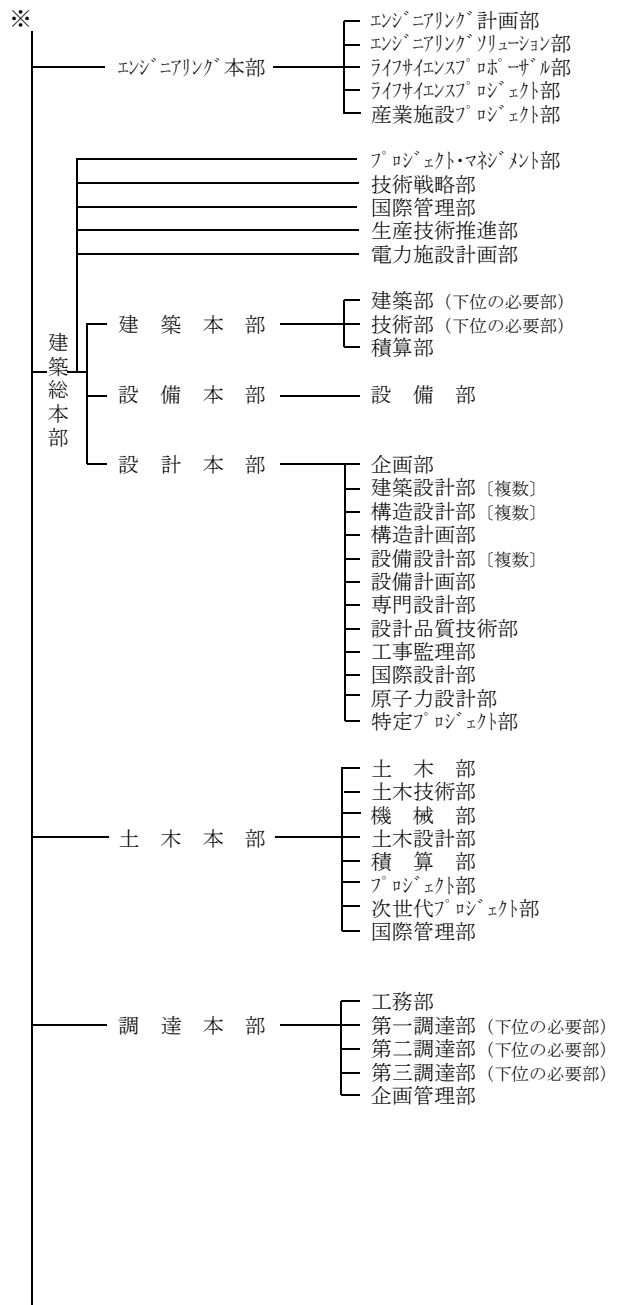 ※
エンジニアリング計画部
エンジニアリングソリューション部
エンジニアリング本部
ライフサイエンスプロポーザル部
ライフサイエンスプロジェクト部
産業施設プロジェクト部
プロジェクト・マネジメント部
技術戦略部
国際管理部
生産技術推進部
電力施設計画部
建築総本部
建築本部
建築部（下位の必要部）
技術部（下位の必要部）
積算部
設備本部
設備部
設計本部
企画部
建築設計部〔複数〕
構造設計部〔複数〕
構造計画部
設備設計部〔複数〕
設備計画部
専門設計部
設計品質技術部
工事監理部
国際設計部
原子力設計部
特定プロジェクト部
土木本部
土木部
土木技術部
機械部
土木設計部
積算部
プロジェクト部
次世代プロジェクト部
国際管理部
調達本部
工務部
第一調達部（下位の必要部）
第二調達部（下位の必要部）
第三調達部（下位の必要部）
企画管理部